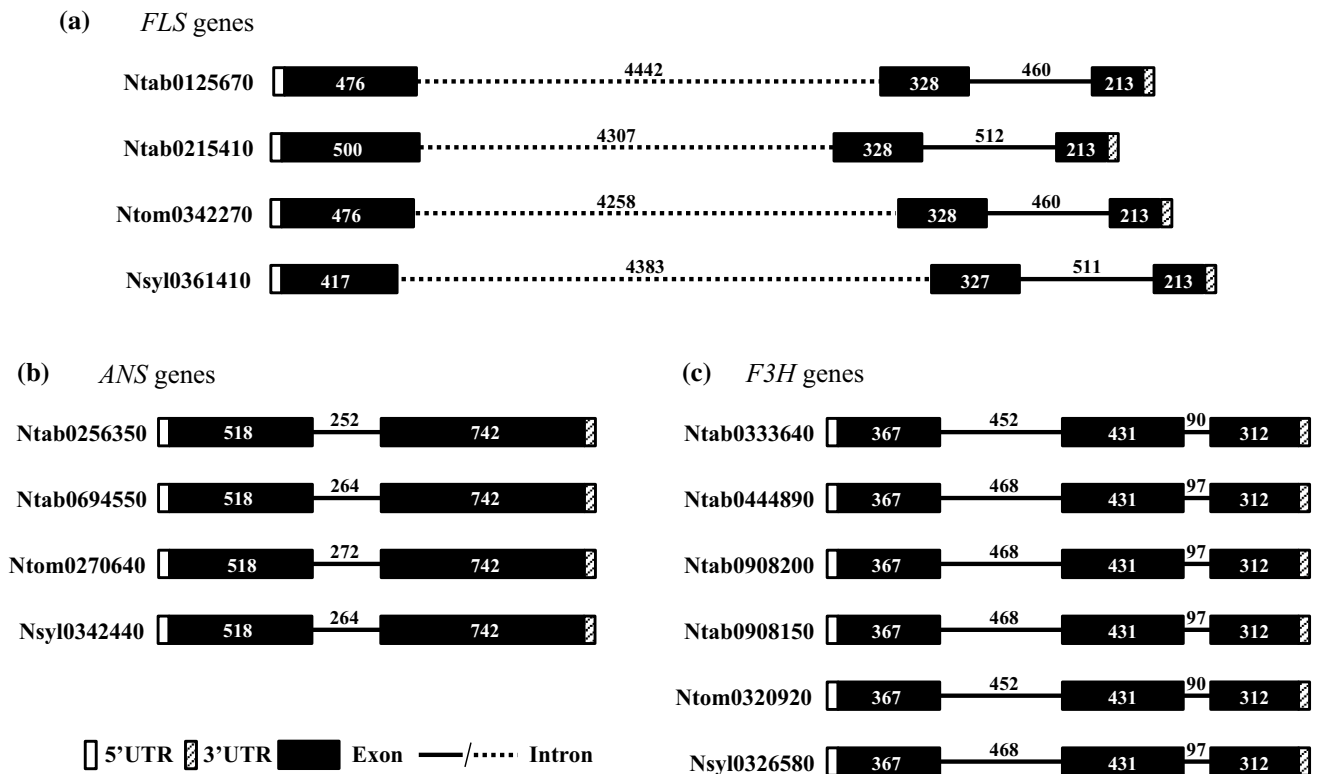 (a) FLS genes
4442 460
Ntab0125670 476 328 213
4307 512
Ntab0215410 500 328 213
4258 460
Ntom0342270 476 328 213
4383 511
Nsyl0361410 417 327 213
(b) ANS genes
252
Ntab0256350 518 742
264
Ntab0694550 518 742
272
Ntom0270640 518 742
264
Nsyl0342440 518 742
5'UTR 3'UTR Exon / Intron
(c) F3H genes
452 90
Ntab0333640 367 431 312
468 97
Ntab0444890 367 431 312
468 97
Ntab0908200 367 431 312
468 97
Ntab0908150 367 431 312
452 90
Ntom0320920 367 431 312
468 97
Nsyl0326580 367 431 312